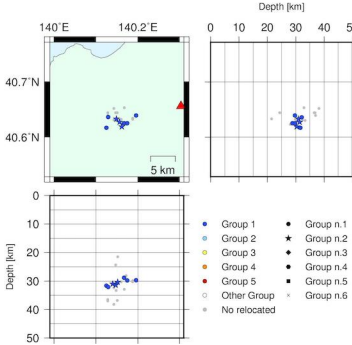 140˚E
140.2˚E
Depth [km]
0
10
20
30
40
40.7˚N
40.6˚N
5 km
0
10
20
30
40
50
Depth [km]
Group 1
Group 2
Group 3
Group 4
Group 5
Other Group
No relocated
Group n.1
Group n.2
Group n.3
Group n.4
Group n.5
Group n.6